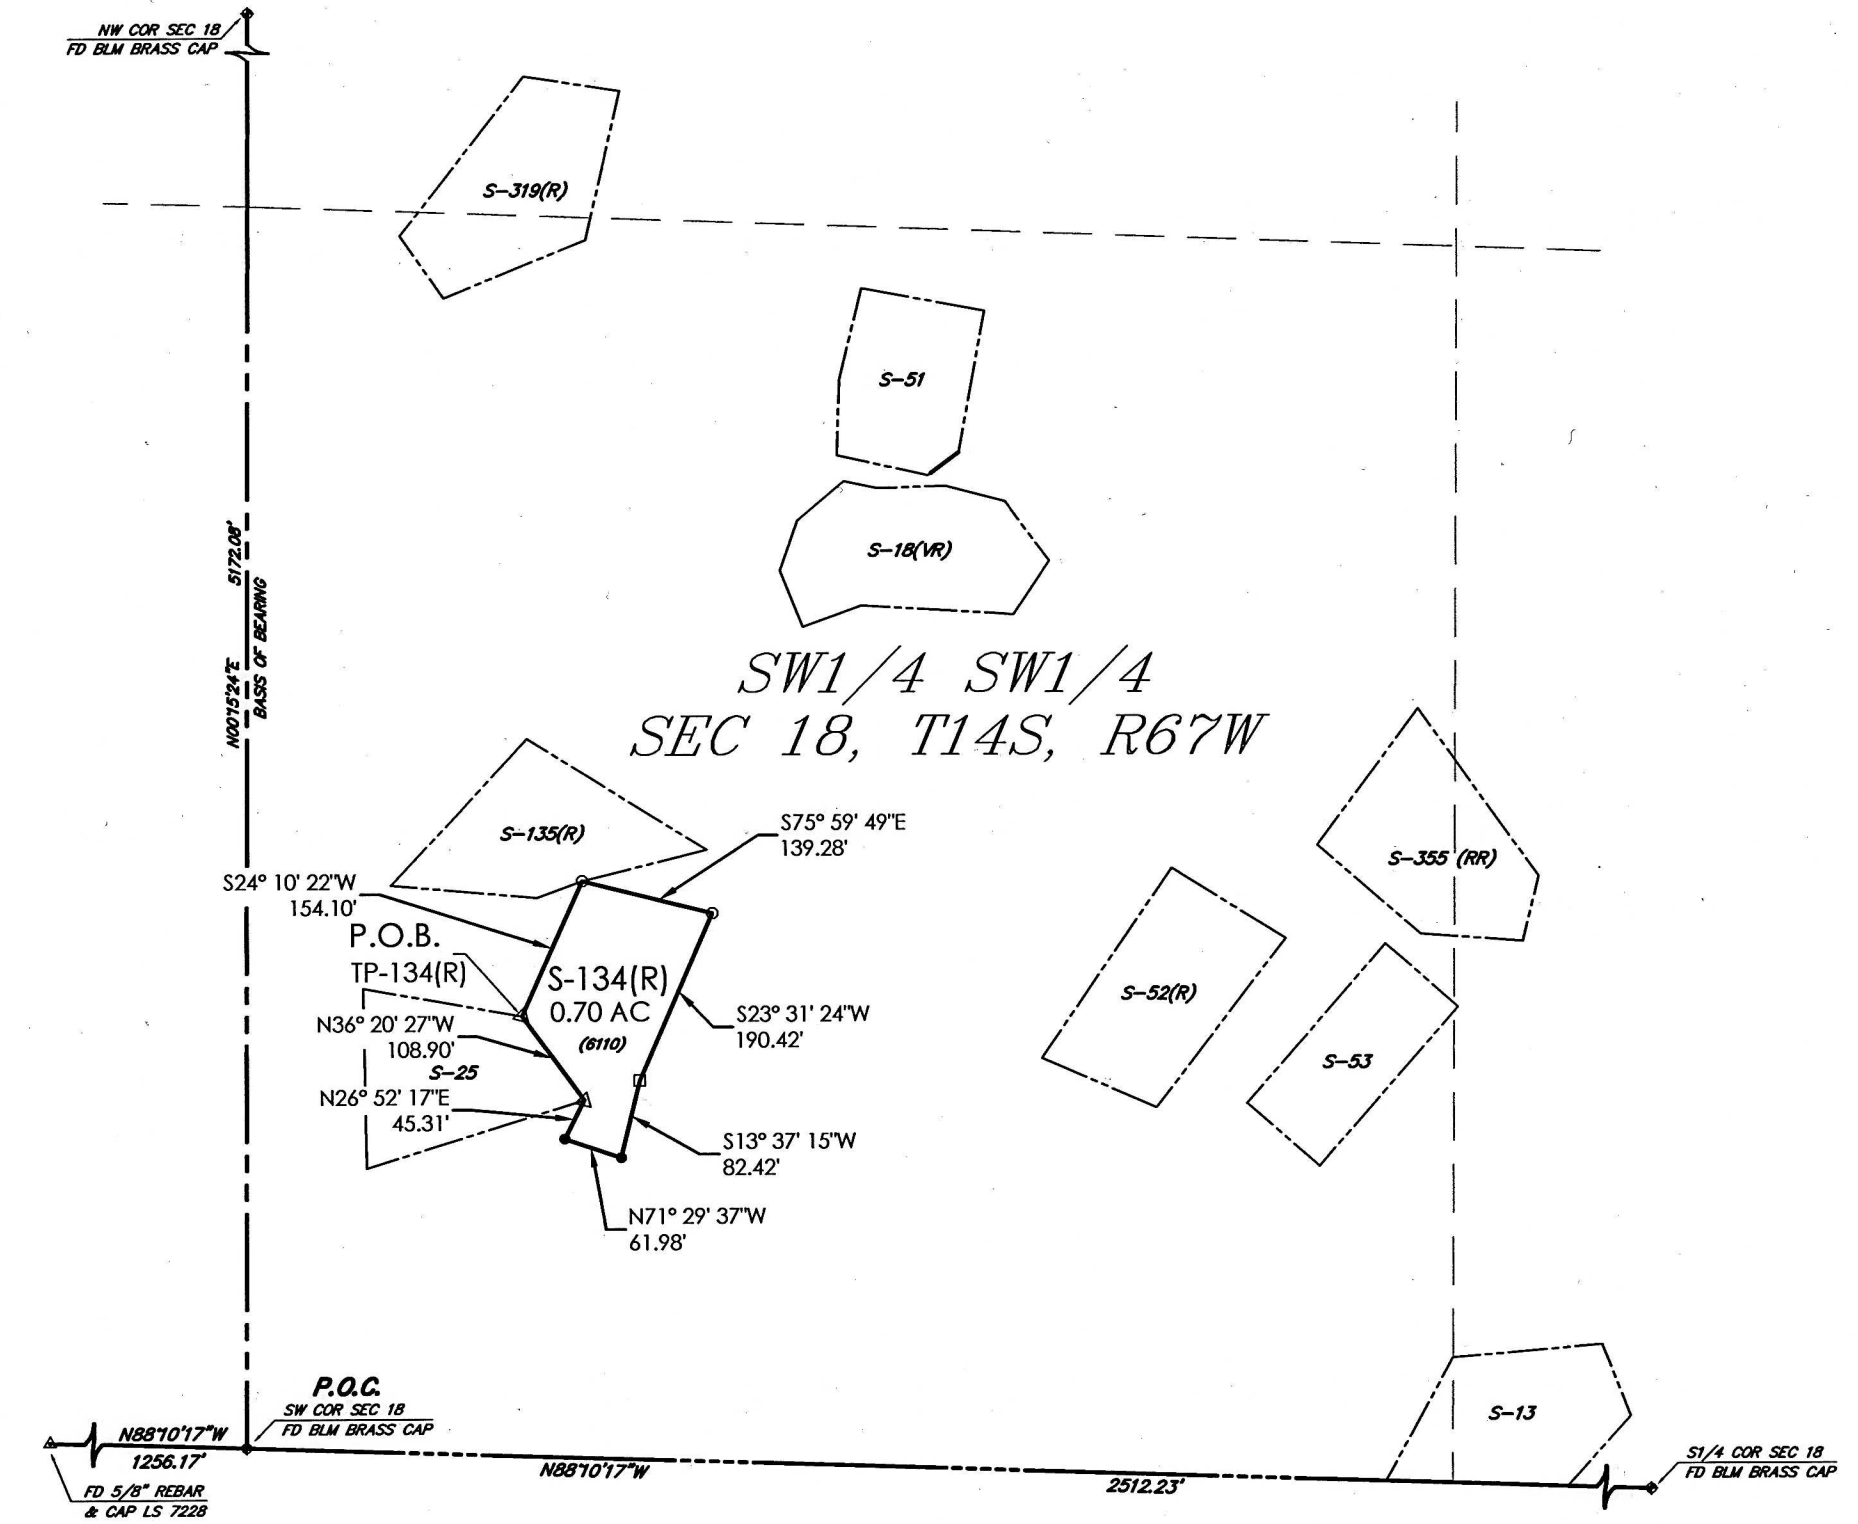 NW COR SEC 18
FD BLM BRASS CAP
S-319(R)
S-51
S-18(VR)
N00°15'24"E 5172.08'
BASIS OF BEARING
SW1/4 SW1/4
SEC 18, T14S, R67W
S-135(R)
S75° 59' 49"E
139.28'
S24° 10' 22"W
154.10'
P.O.B.
TP-134(R)
S-134(R)
0.70 AC
(6110)
N36° 20' 27"W
108.90'
S-25
N26° 52' 17"E
45.31'
S23° 31' 24"W
190.42'
S13° 37' 15"W
82.42'
N71° 29' 37"W
61.98'
S-355 (RR)
S-52(R)
S-53
S-13
P.O.C.
SW COR SEC 18
FD BLM BRASS CAP
N88°10'17"W
1256.17'
FD 5/8" REBAR
& CAP LS 7228
N88°10'17"W
2512.23'
S1/4 COR SEC 18
FD BLM BRASS CAP